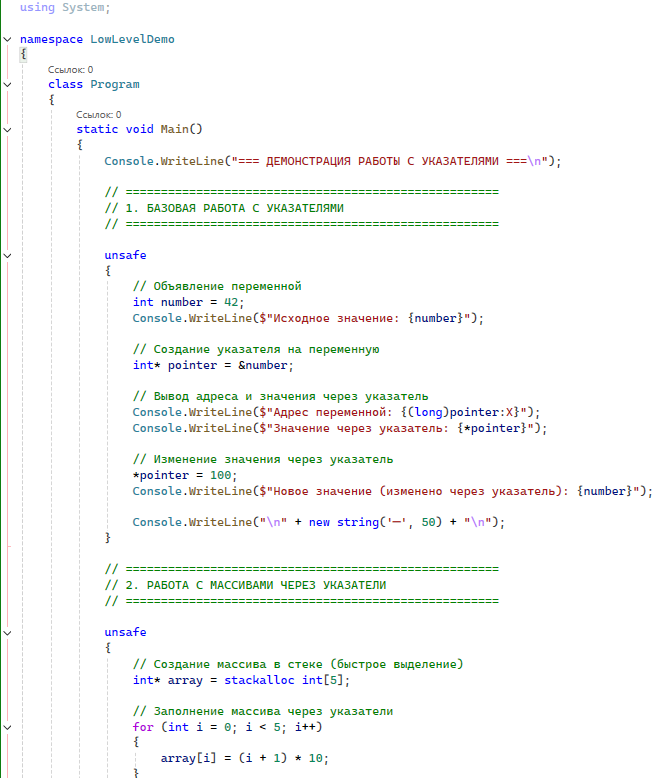 using System;
namespace LowLevelDemo
{
Ссылок: 0
class Program
{
Ссылок: 0
static void Main()
{
Console.WriteLine("=== ДЕМОНСТРАЦИЯ РАБОТЫ С УКАЗАТЕЛЯМИ ===\n");
// =====================================================
// 1. БАЗОВАЯ РАБОТА С УКАЗАТЕЛЯМИ
// =====================================================
unsafe
{
// Объявление переменной
int number = 42;
Console.WriteLine($"Исходное значение: {number}");
// Создание указателя на переменную
int* pointer = &number;
// Вывод адреса и значения через указатель
Console.WriteLine($"Адрес переменной: {(long)pointer:X}");
Console.WriteLine($"Значение через указатель: {*pointer}");
// Изменение значения через указатель
*pointer = 100;
Console.WriteLine($"Новое значение (изменено через указатель): {number}");
Console.WriteLine("\n" + new string('─', 50) + "\n");
}
// =====================================================
// 2. РАБОТА С МАССИВАМИ ЧЕРЕЗ УКАЗАТЕЛИ
// =====================================================
unsafe
{
// Создание массива в стеке (быстрое выделение)
int* array = stackalloc int[5];
// Заполнение массива через указатели
for (int i = 0; i < 5; i++)
{
array[i] = (i + 1) * 10;
}